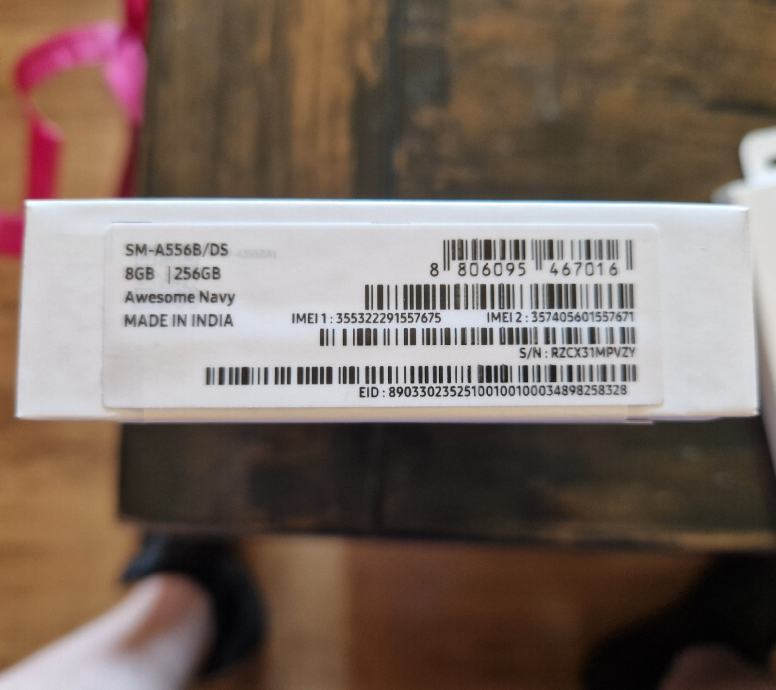 SM-A556B/DS
8GB | 256GB
Awesome Navy
MADE IN INDIA
8 806095 467016
IMEI 1 : 355322291557675 IMEI 2 : 357405601557671
S/N : RZCX31MPVZY
EID : 89033023525100100100034898258328